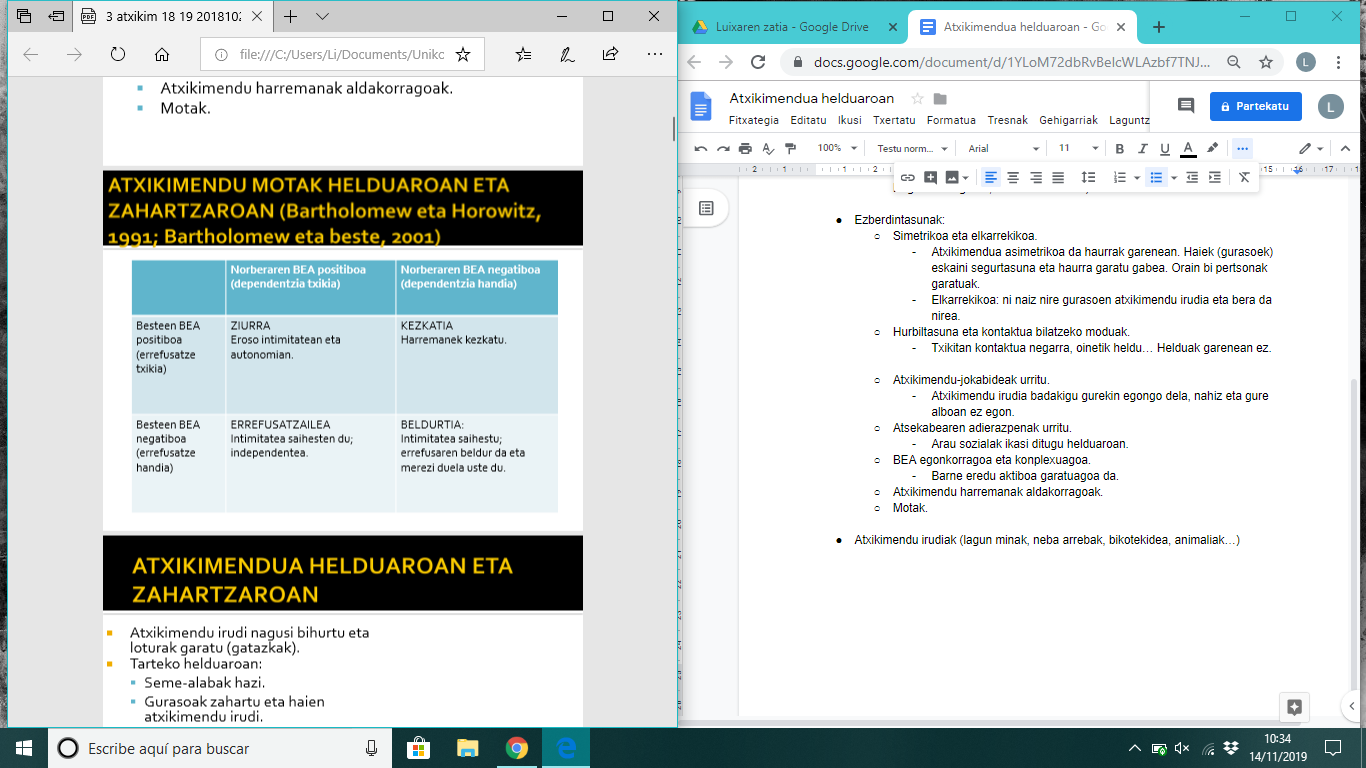 3 atxikim 18 19 201810
file:///C:/Users/Li/Documents/Uniko
Atxikimendu harremanak aldakorragoak.
Motak.
ATXIKIMENDU MOTAK HELDUAROAN ETA
ZAHARTZAROAN (Bartholomew eta Horowitz,
1991; Bartholomew eta beste, 2001)
Norberaren BEA positiboa
(dependentzia txikia)
Norberaren BEA negatiboa
(dependentzia handia)
Besteen BEA
positiboa
(errefusatze
txikia)
ZIURRA
Eroso intimitatean eta
autonomian.
KEZKATIA
Harremanek kezkatu.
Besteen BEA
negatiboa
(errefusatze
handia)
ERREFUSATZAILEA
Intimitatea saihesten du;
independentea.
BELDURTIA:
Intimitatea saihestu;
errefusaren beldur da eta
merezi duela uste du.
ATXIKIMENDUA HELDUAROAN ETA
ZAHARTZAROAN
Atxikimendu irudi nagusi bihurtu eta
loturak garatu (gatazkak).
Tarteko helduaroan:
Seme-alabak hazi.
Gurasoak zahartu eta haien
atxikimendu irudi.
Luixaren zatia - Google Drive
Atxikimendua helduaroan - Go
docs.google.com/document/d/1YLoM72dbRvBelcWLAzbf7TNJ...
L
Atxikimendua helduaroan
Fitxategia Editatu Ikusi Txertatu Formatua Tresnak Gehigarriak Laguntz
Partekatu
L
100% Testu norm... Arial 11 B I U A
2 1 1 2 15 16 17
Ezberdintasunak:
Simetrikoa eta elkarrekikoa.
- Atxikimendua asimetrikoa da haurrak garenean. Haiek (gurasoek)
eskaini segurtasuna eta haurra garatu gabea. Orain bi pertsonak
garatuak.
- Elkarrekikoa: ni naiz nire gurasoen atxikimendu irudia eta bera da
nirea.
Hurbiltasuna eta kontaktua bilatzeko moduak.
- Txikitan kontaktua negarra, oinetik heldu… Helduak garenean ez.
Atxikimendu-jokabideak urritu.
- Atxikimendu irudia badakigu gurekin egongo dela, nahiz eta gure
alboan ez egon.
Atsekabearen adierazpenak urritu.
- Arau sozialak ikasi ditugu helduaroan.
BEA egonkorragoa eta konplexuagoa.
- Barne eredu aktiboa garatuagoa da.
Atxikimendu harremanak aldakorragoak.
Motak.
Atxikimendu irudiak (lagun minak, neba arrebak, bikotekidea, animaliak…)
Escribe aquí para buscar
10:34
14/11/2019